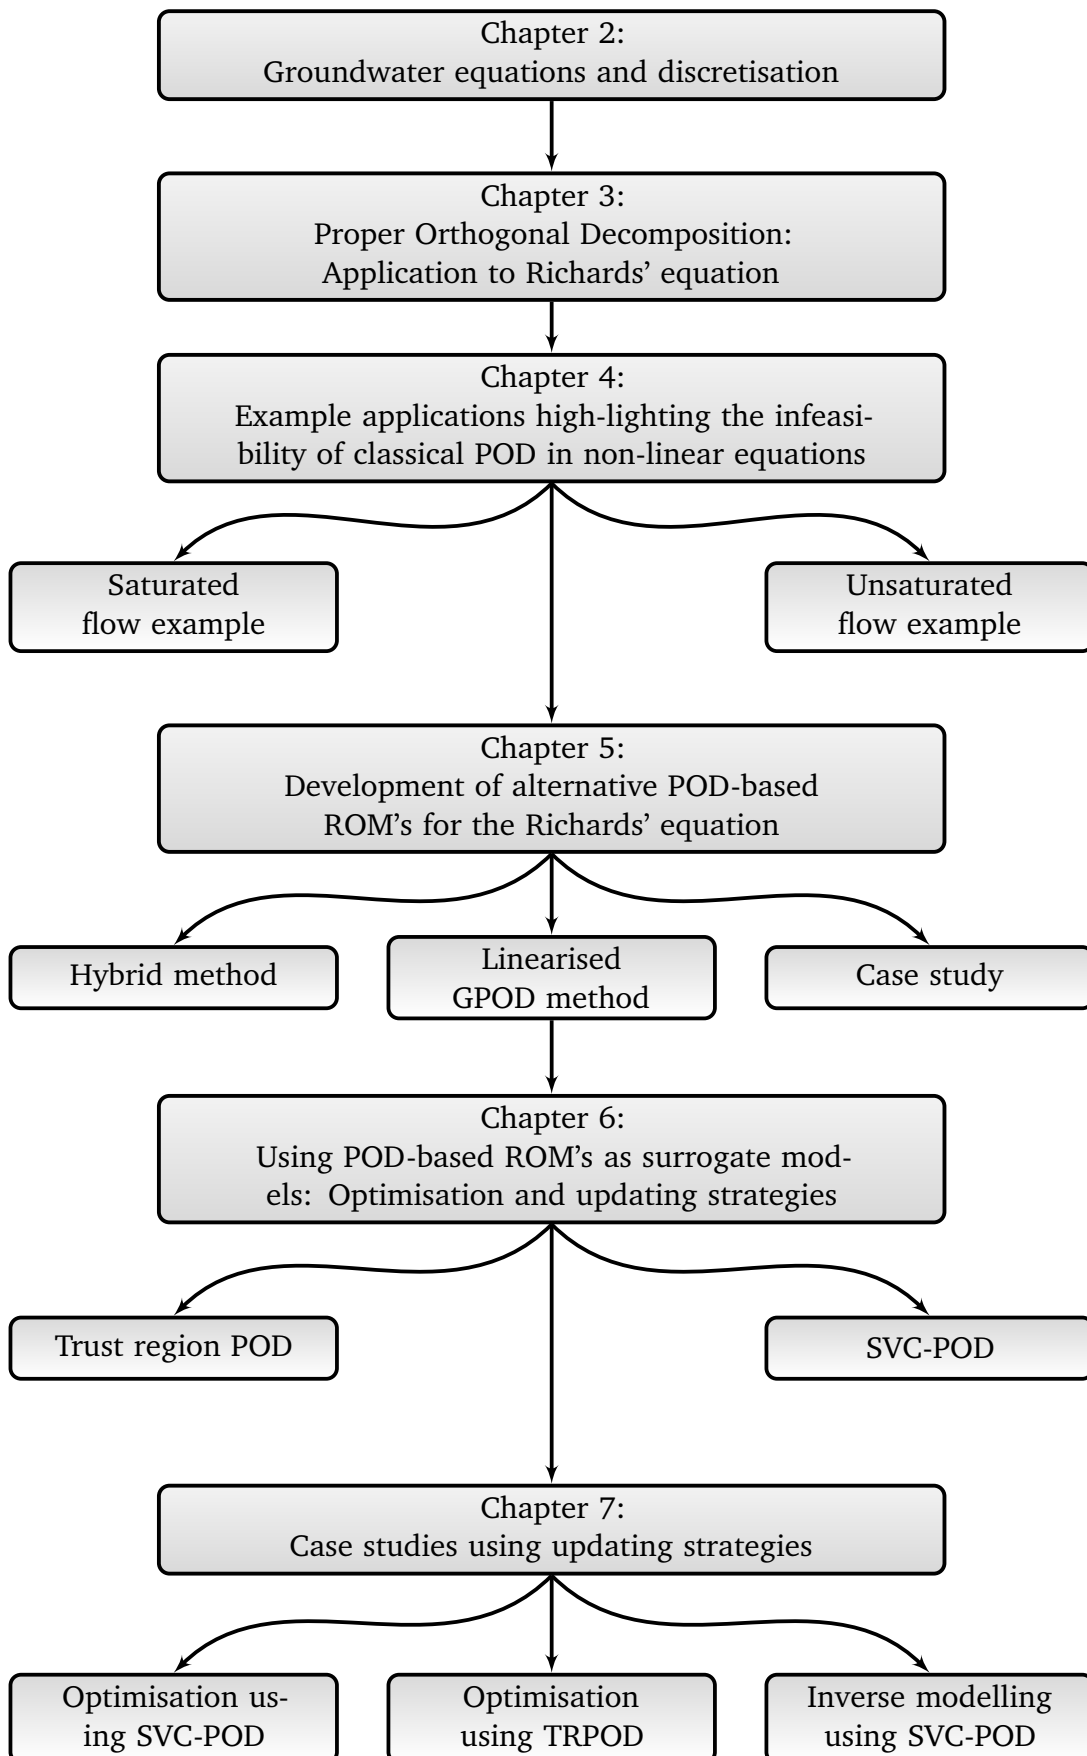 Chapter 2:
Groundwater equations and discretisation
Chapter 3:
Proper Orthogonal Decomposition:
Application to Richards’ equation
Chapter 4:
Example applications high-lighting the infeasi-
bility of classical POD in non-linear equations
Saturated
flow example
Unsaturated
flow example
Chapter 5:
Development of alternative POD-based
ROM’s for the Richards’ equation
Hybrid method
Linearised
GPOD method
Case study
Chapter 6:
Using POD-based ROM’s as surrogate mod-
els: Optimisation and updating strategies
Trust region POD
SVC-POD
Chapter 7:
Case studies using updating strategies
Optimisation us-
ing SVC-POD
Optimisation
using TRPOD
Inverse modelling
using SVC-POD